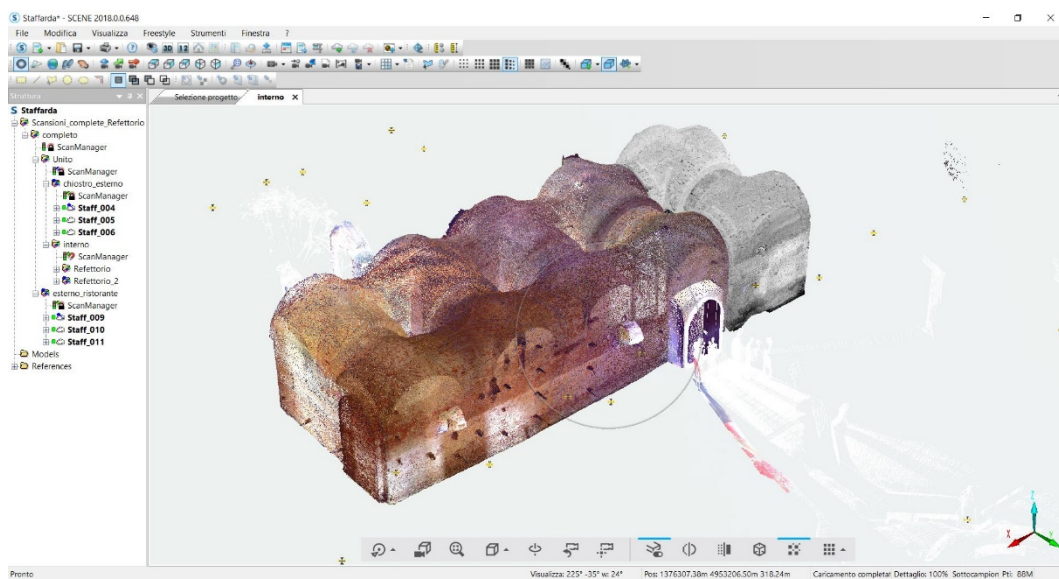 Staffarda* - SCENE 2018.0.0.648
File Modifica Visualizza Freestyle Strumenti Finestra ?
Struttura
Selezione progetto interno X
S Staffarda
Scansioni_complete_Refettorio
completo
ScanManager
Unito
ScanManager
chiostro_esterno
ScanManager
Staff_004
Staff_005
Staff_006
interno
ScanManager
Refettorio
Refettorio_2
esterno_ristorante
ScanManager
Staff_009
Staff_010
Staff_011
Models
References
Pronto Visualizza: 225° -35° w: 24° Pos: 1376307.38m 4953206.50m 318.24m Caricamento completar Dettaglio: 100% Sottocampion Pti: 88M